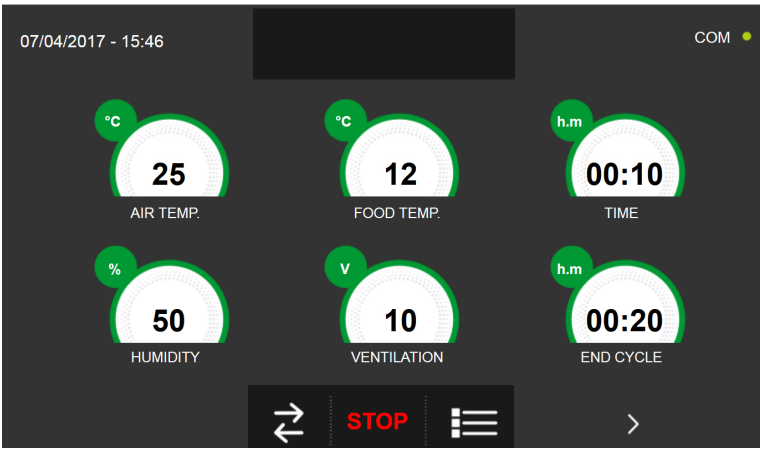 07/04/2017 - 15:46
COM
°C
25
AIR TEMP.
°C
12
FOOD TEMP.
h.m
00:10
TIME
%
50
HUMIDITY
V
10
VENTILATION
h.m
00:20
END CYCLE
STOP